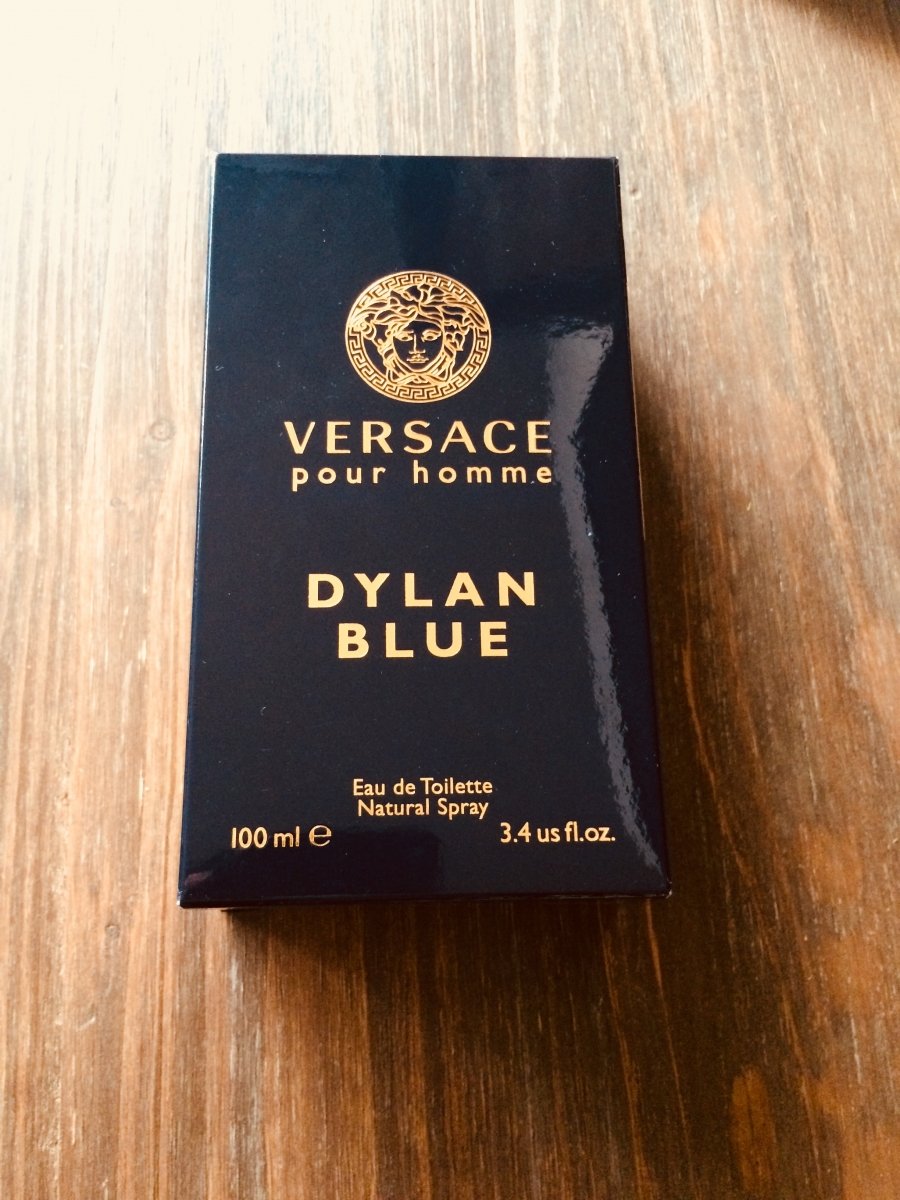 VERSACE
pour homme
DYLAN
BLUE
Eau de Toilette
Natural Spray
100 ml ℮
3.4 us fl.oz.